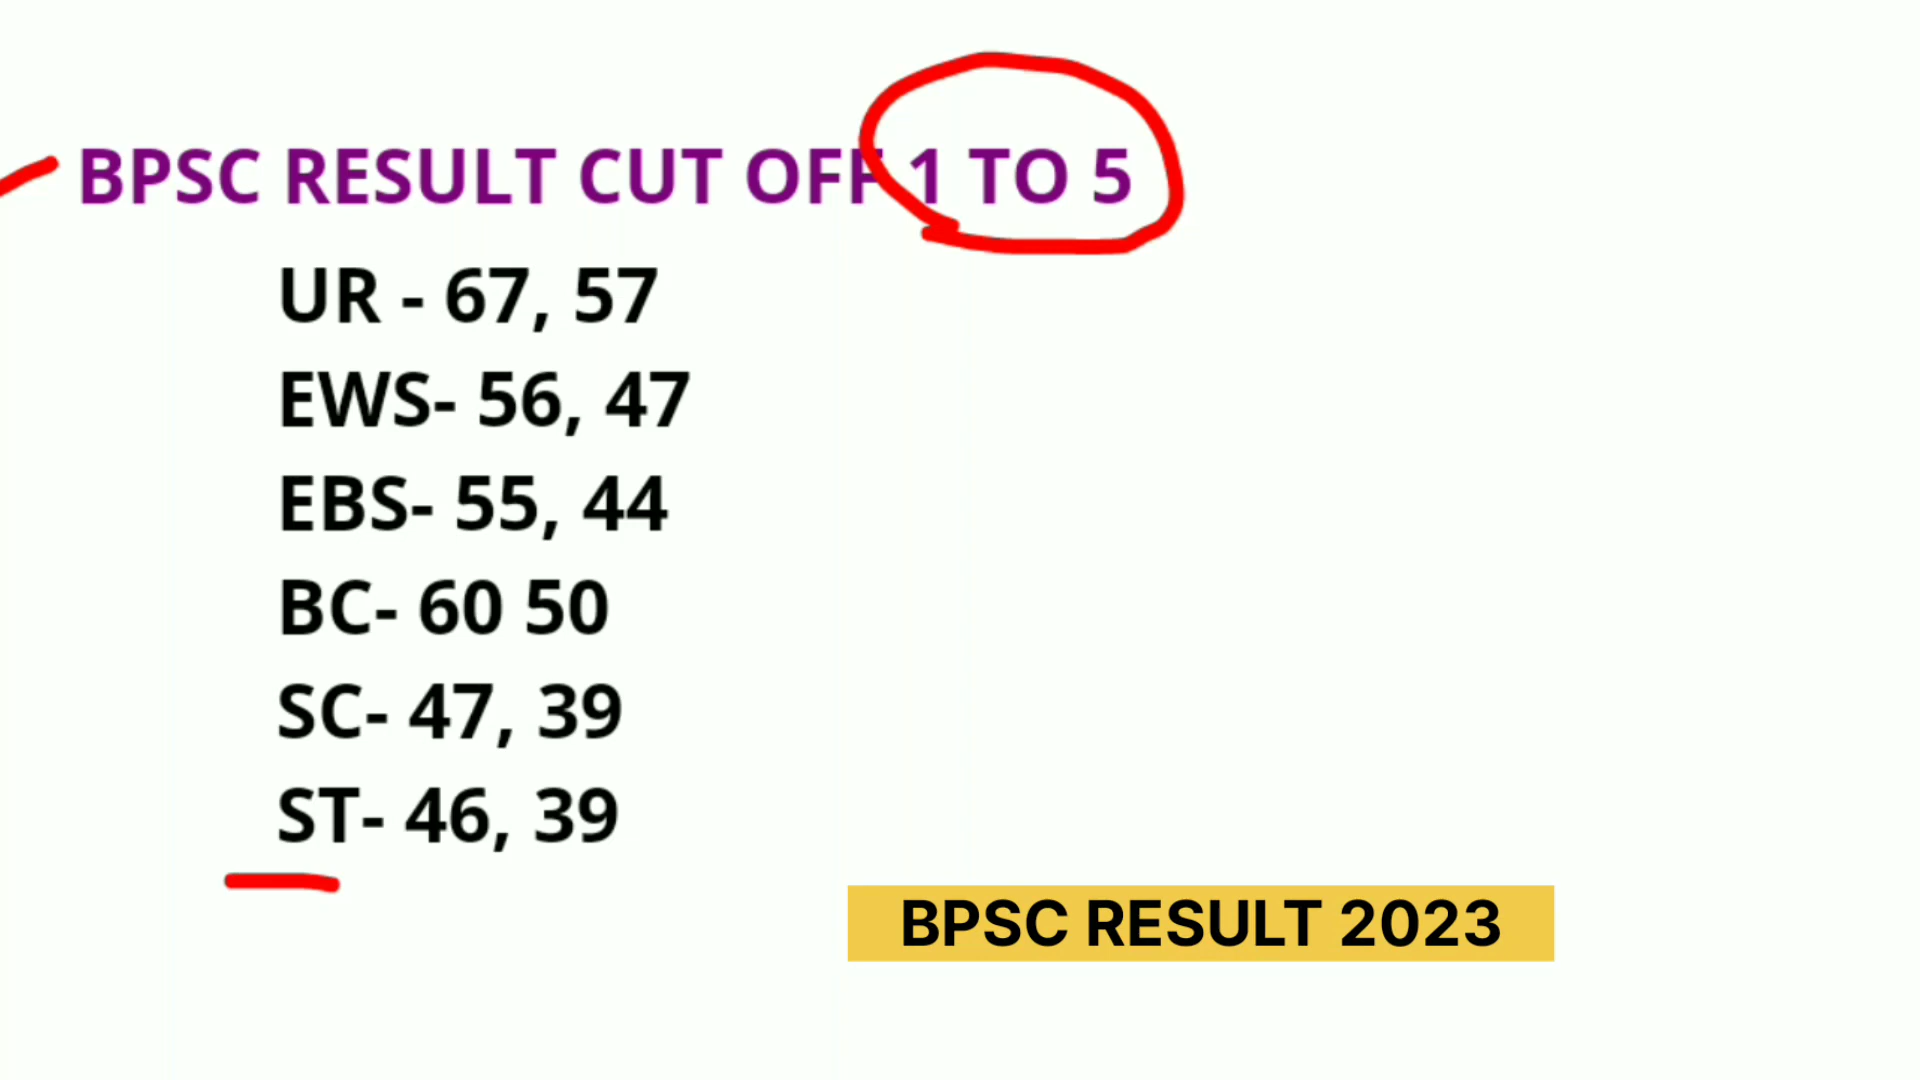 BPSC RESULT CUT OFF 1 TO 5
UR - 67, 57
EWS- 56, 47
EBS- 55, 44
BC- 60 50
SC- 47, 39
ST- 46, 39
BPSC RESULT 2023